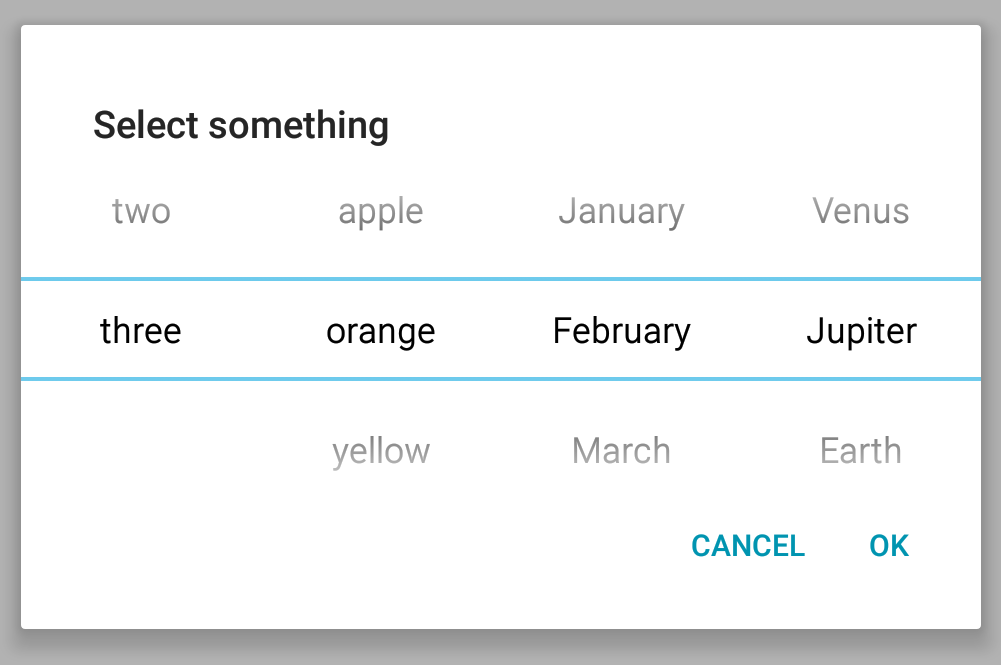 Select something
two apple January Venus
three orange February Jupiter
yellow March Earth
CANCEL OK